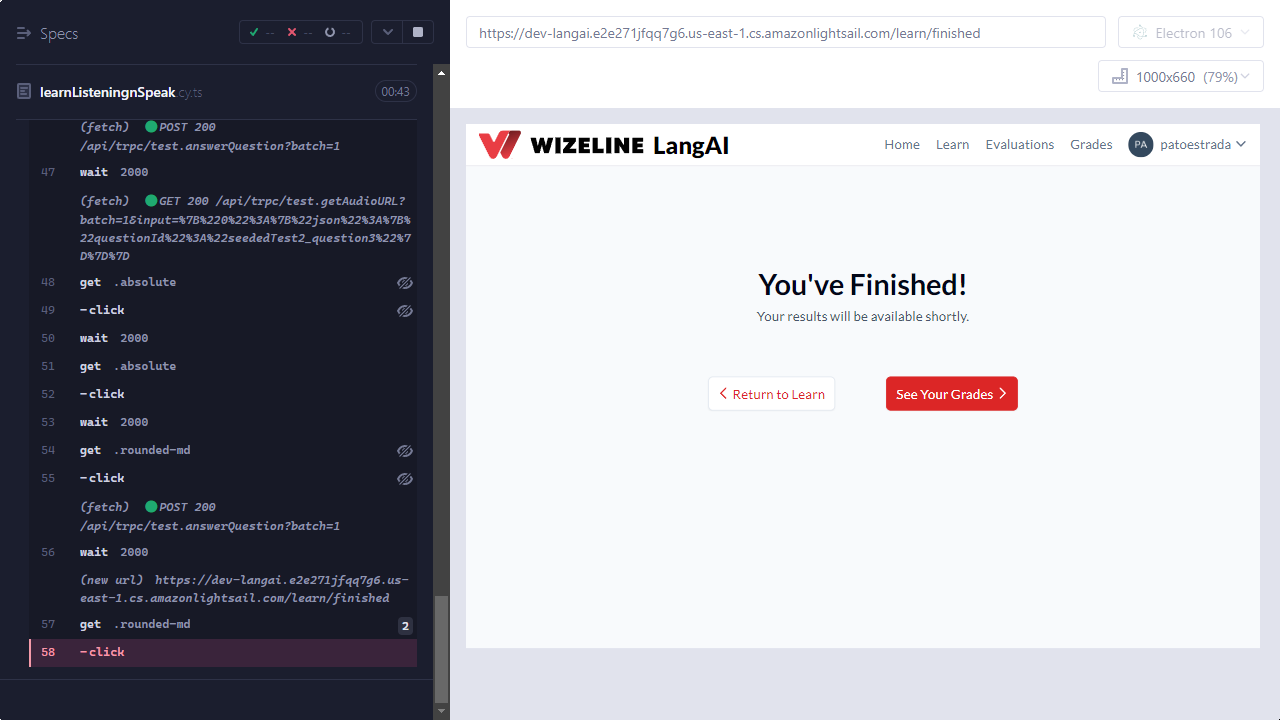 Specs
-- -- --
learnListeningnSpeak.cy.ts
00:43
(fetch) POST 200
/api/trpc/test.answerQuestion?batch=1
47 wait 2000
(fetch) GET 200 /api/trpc/test.getAudioURL?
batch=1&input=%7B%220%22%3A%7B%22json%22%3A%7B%
22questionId%22%3A%22seededTest2_question3%22%7
D%7D%7D
48 get .absolute
49 -click
50 wait 2000
51 get .absolute
52 -click
53 wait 2000
54 get .rounded-md
55 -click
(fetch) POST 200
/api/trpc/test.answerQuestion?batch=1
56 wait 2000
(new url) https://dev-langai.e2e271jfqq7g6.us-
east-1.cs.amazonlightsail.com/learn/finished
57 get .rounded-md 2
58 -click
https://dev-langai.e2e271jfqq7g6.us-east-1.cs.amazonlightsail.com/learn/finished
Electron 106
1000x660 (79%)
WIZELINE LangAI
Home Learn Evaluations Grades PA patoestrada
You've Finished!
Your results will be available shortly.
Return to Learn
See Your Grades